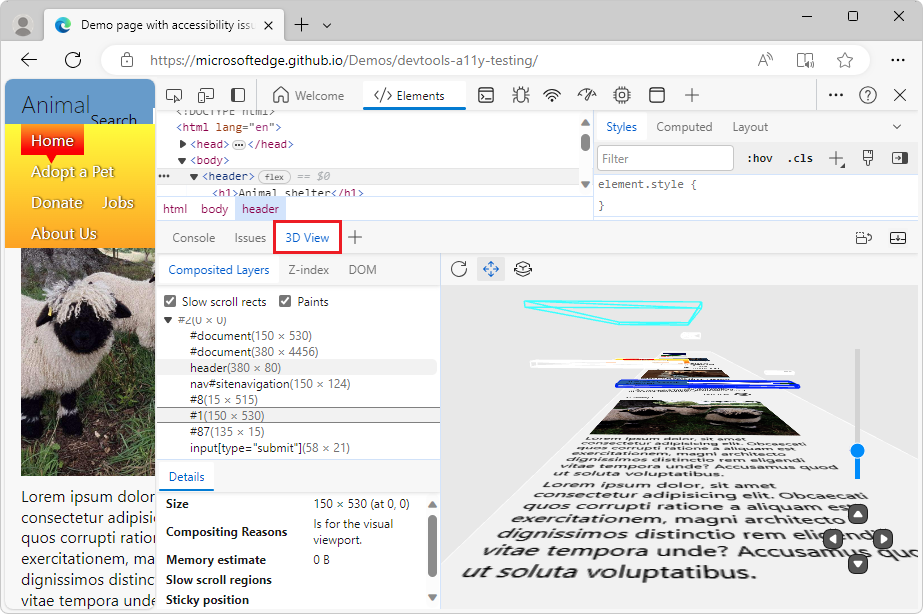 Demo page with accessibility issu
https://microsoftedge.github.io/Demos/devtools-a11y-testing/
Animal
Search
Home
Adopt a Pet
Donate Jobs
About Us
Lorem ipsum dolor
consectetur adipisi
quos corrupti ration
exercitationem, ma
dignissimos distinc
vitae tempora unde
Welcome
</> Elements
<!DOCTYPE html>
<html lang="en">
<head> ⋯ </head>
<body>
<header> flex == $0
<h1>Animal shelter</h1>
html body header
Styles Computed Layout
Filter :hov .cls
element.style {
}
Console Issues 3D View
Composited Layers Z-index DOM
Slow scroll rects Paints
#2(0 × 0)
#document(150 × 530)
#document(380 × 4456)
header(380 × 80)
nav#sitenavigation(150 × 124)
#8(15 × 515)
#1(150 × 530)
#87(135 × 15)
input[type="submit"](58 × 21)
Details
Size 150 × 530 (at 0, 0)
Compositing Reasons Is for the visual
viewport.
Memory estimate 0 B
Slow scroll regions
Sticky position
Lorem ipsum dolor, sit amet
consectetur adipisicing elit. Obcaecati
quos corrupti ratione a aliquam est
exercitationem, magni architecto
dignissimos distinctio rem eligendi
vitae tempora unde? Accusamus quod
ut soluta voluptatibus.
Lorem ipsum dolor, sit amet
consectetur adipisicing elit. Obcaecati
quos corrupti ratione a aliquam est
exercitationem, magni architecto
dignissimos distinctio rem eligendi
vitae tempora unde? Accusamus quo
ut soluta voluptatibus.